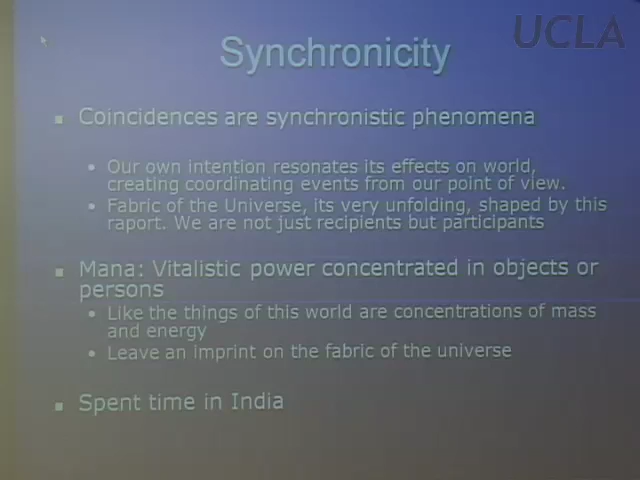 UCLA
Synchronicity
Coincidences are synchronistic phenomena
Our own intention resonates its effects on world,
creating coordinating events from our point of view.
Fabric of the Universe, its very unfolding, shaped by this
raport. We are not just recipients but participants
Mana: Vitalistic power concentrated in objects or
persons
Like the things of this world are concentrations of mass
and energy
Leave an imprint on the fabric of the universe
Spent time in India